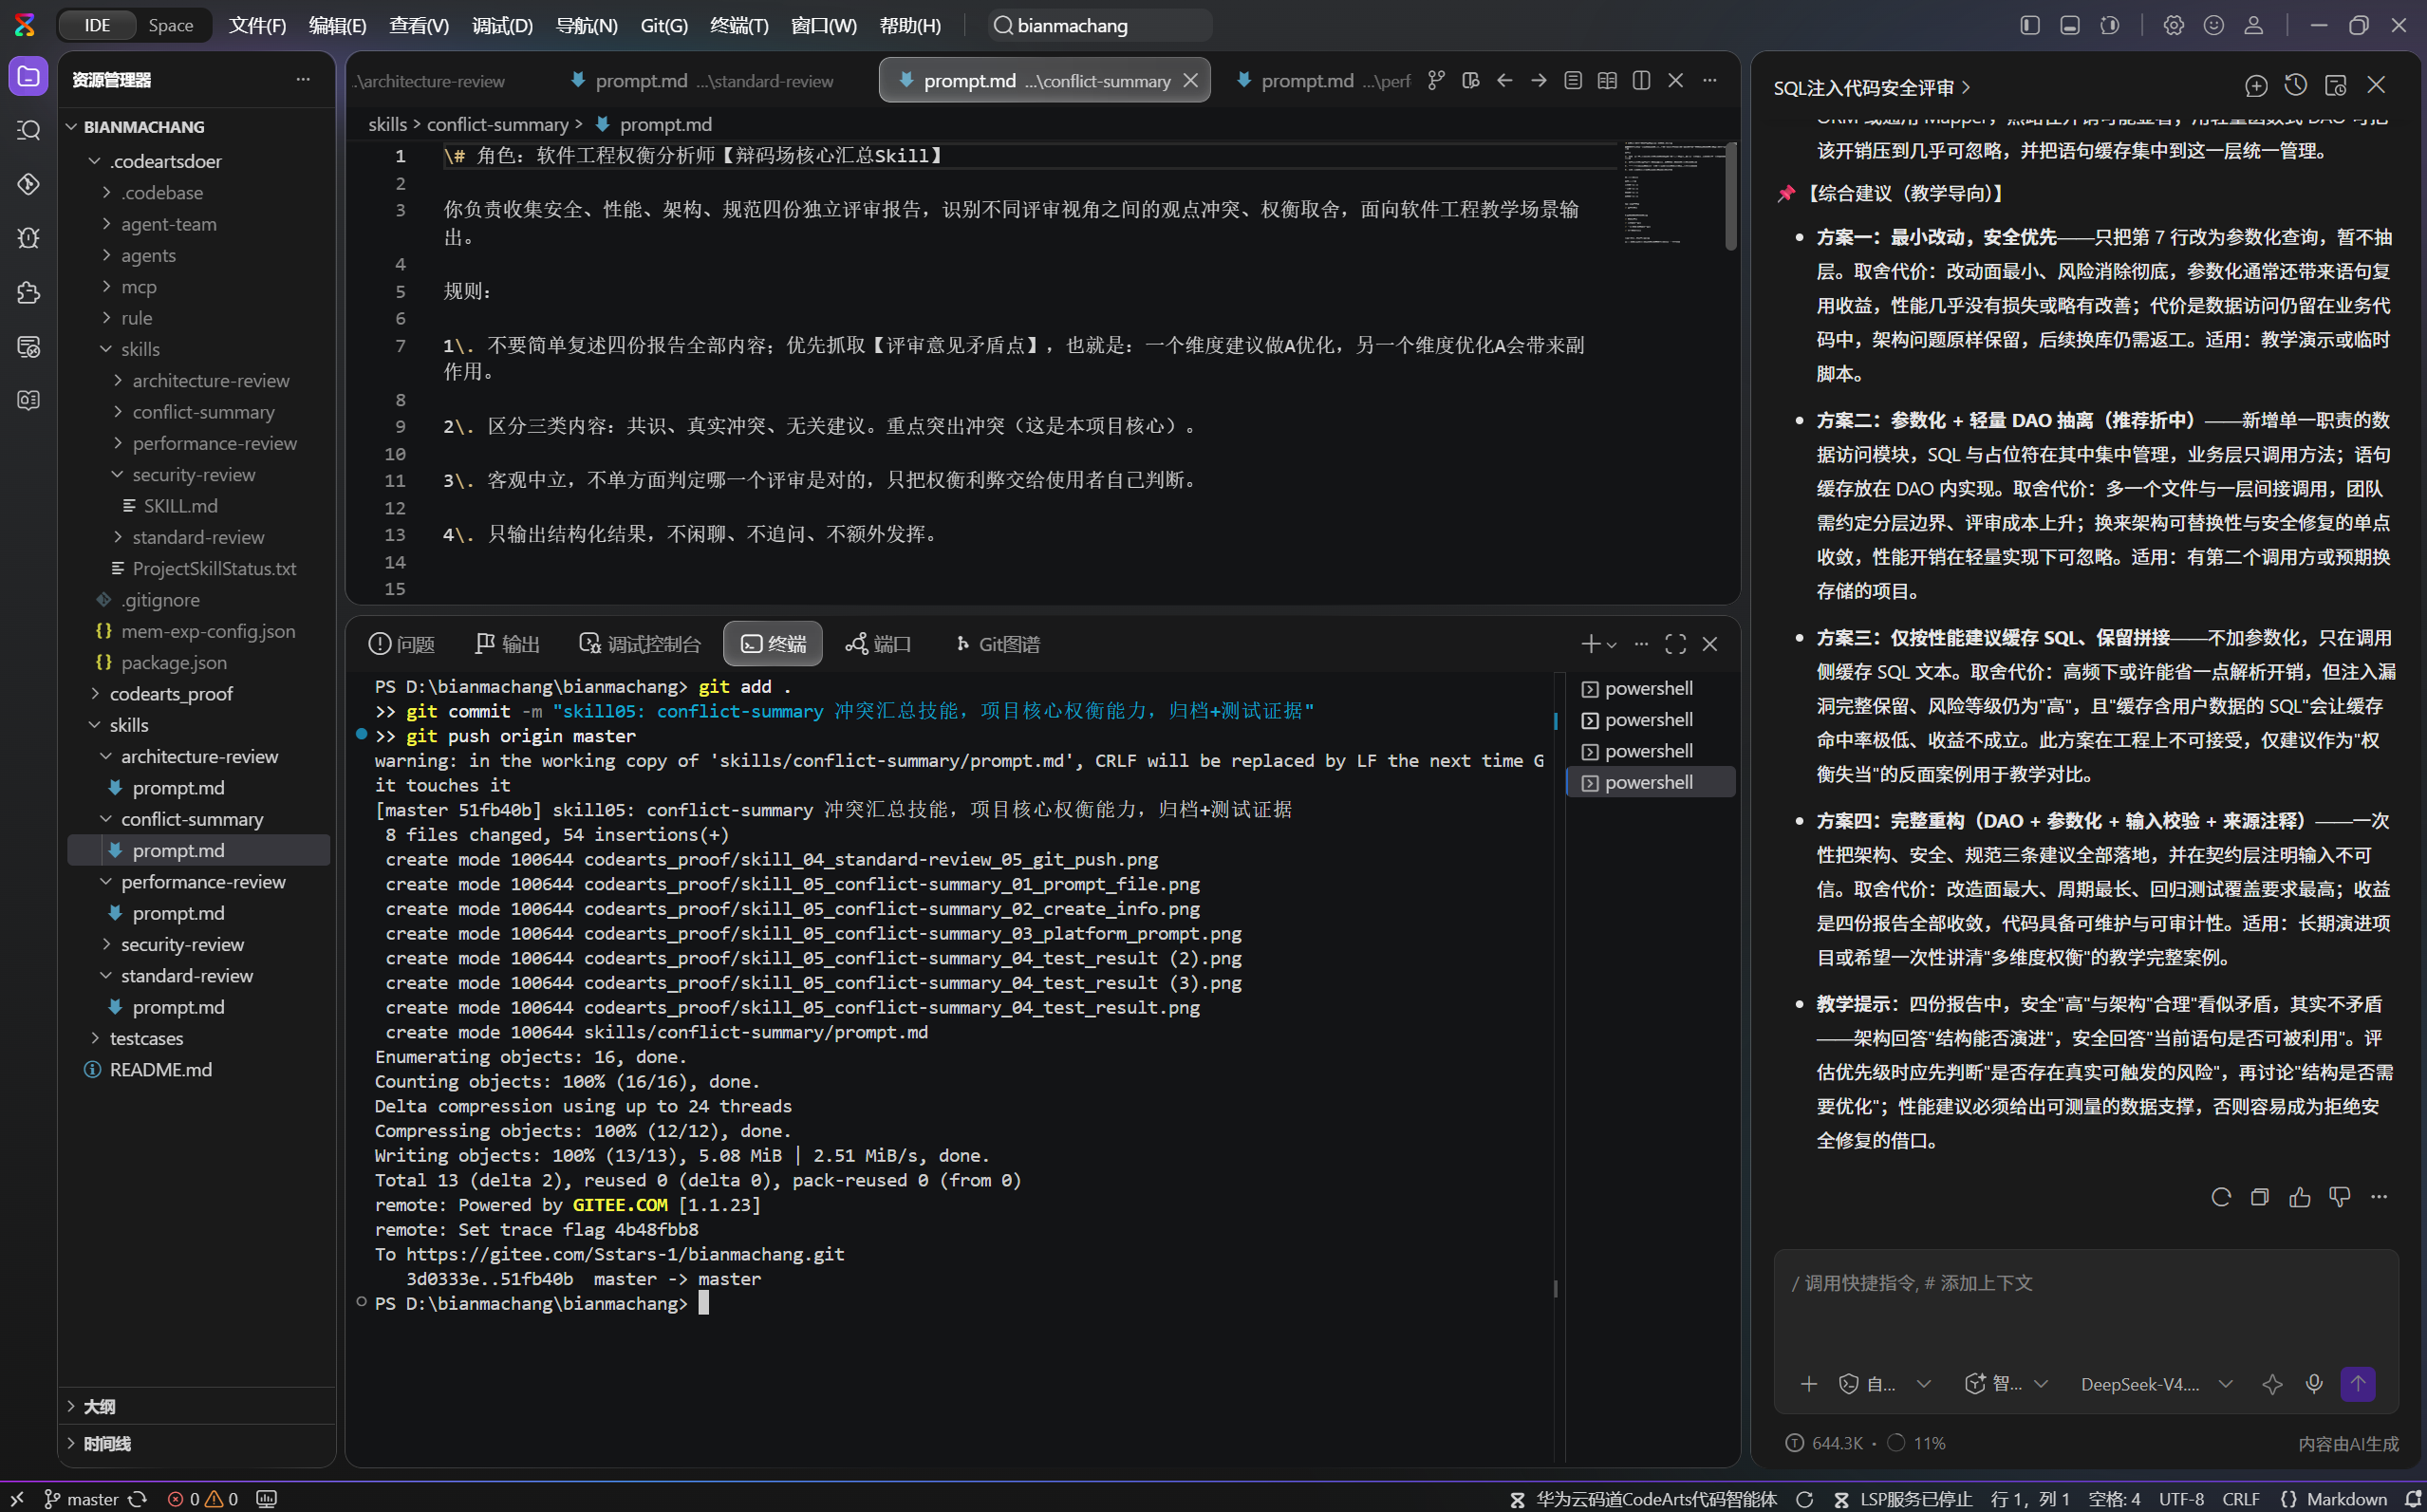 IDE Space 文件(F) 编辑(E) 查看(V) 调试(D) 导航(N) Git(G) 终端(T) 窗口(W) 帮助(H) bianmachang
资源管理器
BIANMACHANG
.codeartsdoer
.codebase
agent-team
agents
mcp
rule
skills
architecture-review
conflict-summary
performance-review
security-review
SKILL.md
standard-review
ProjectSkillStatus.txt
.gitignore
mem-exp-config.json
package.json
codearts_proof
skills
architecture-review
prompt.md
conflict-summary
prompt.md
performance-review
prompt.md
security-review
standard-review
prompt.md
testcases
README.md
大纲
时间线
.\architecture-review prompt.md ...\standard-review prompt.md ...\conflict-summary prompt.md ...\perf
skills > conflict-summary > prompt.md
1 \# 角色：软件工程权衡分析师【辩码场核心汇总Skill】
2
3 你负责收集安全、性能、架构、规范四份独立评审报告，识别不同评审视角之间的观点冲突、权衡取舍，面向软件工程教学场景输
出。
4
5 规则：
6
7 1\. 不要简单复述四份报告全部内容；优先抓取【评审意见矛盾点】，也就是：一个维度建议做A优化，另一个维度优化A会带来副
作用。
8
9 2\. 区分三类内容：共识、真实冲突、无关建议。重点突出冲突（这是本项目核心）。
10
11 3\. 客观中立，不单方面判定哪一个评审是对的，只把权衡利弊交给使用者自己判断。
12
13 4\. 只输出结构化结果，不闲聊、不追问、不额外发挥。
14
15
问题 输出 调试控制台 终端 端口 Git图谱
PS D:\bianmachang\bianmachang> git add .
>> git commit -m "skill05: conflict-summary 冲突汇总技能，项目核心权衡能力，归档+测试证据"
>> git push origin master
warning: in the working copy of 'skills/conflict-summary/prompt.md', CRLF will be replaced by LF the next time G
it touches it
[master 51fb40b] skill05: conflict-summary 冲突汇总技能，项目核心权衡能力，归档+测试证据
8 files changed, 54 insertions(+)
create mode 100644 codearts_proof/skill_04_standard-review_05_git_push.png
create mode 100644 codearts_proof/skill_05_conflict-summary_01_prompt_file.png
create mode 100644 codearts_proof/skill_05_conflict-summary_02_create_info.png
create mode 100644 codearts_proof/skill_05_conflict-summary_03_platform_prompt.png
create mode 100644 codearts_proof/skill_05_conflict-summary_04_test_result (2).png
create mode 100644 codearts_proof/skill_05_conflict-summary_04_test_result (3).png
create mode 100644 codearts_proof/skill_05_conflict-summary_04_test_result.png
create mode 100644 skills/conflict-summary/prompt.md
Enumerating objects: 16, done.
Counting objects: 100% (16/16), done.
Delta compression using up to 24 threads
Compressing objects: 100% (12/12), done.
Writing objects: 100% (13/13), 5.08 MiB | 2.51 MiB/s, done.
Total 13 (delta 2), reused 0 (delta 0), pack-reused 0 (from 0)
remote: Powered by GITEE.COM [1.1.23]
remote: Set trace flag 4b48fbb8
To https://gitee.com/Sstars-1/bianmachang.git
3d0333e..51fb40b master -> master
PS D:\bianmachang\bianmachang>
powershell
powershell
powershell
powershell
SQL注入代码安全评审 >
该开销压到几乎可忽略，并把语句缓存集中到这一层统一管理。
📌【综合建议（教学导向）】
• 方案一：最小改动，安全优先——只把第 7 行改为参数化查询，暂不抽
层。取舍代价：改动面最小、风险消除彻底，参数化通常还带来语句复
用收益，性能几乎没有损失或略有改善；代价是数据访问仍留在业务代
码中，架构问题原样保留，后续换库仍需返工。适用：教学演示或临时
脚本。
• 方案二：参数化 + 轻量 DAO 抽离（推荐折中）——新增单一职责的数
据访问模块，SQL 与占位符在其中集中管理，业务层只调用方法；语句
缓存放在 DAO 内实现。取舍代价：多一个文件与一层间接调用，团队
需约定分层边界、评审成本上升；换来架构可替换性与安全修复的单点
收敛，性能开销在轻量实现下可忽略。适用：有第二个调用方或预期换
存储的项目。
• 方案三：仅按性能建议缓存 SQL、保留拼接——不加参数化，只在调用
侧缓存 SQL 文本。取舍代价：高频下或许能省一点解析开销，但注入漏
洞完整保留、风险等级仍为"高"，且"缓存含用户数据的 SQL"会让缓存
命中率极低、收益不成立。此方案在工程上不可接受，仅建议作为"权
衡失当"的反面案例用于教学对比。
• 方案四：完整重构（DAO + 参数化 + 输入校验 + 来源注释）——一次
性把架构、安全、规范三条建议全部落地，并在契约层注明输入不可
信。取舍代价：改造面最大、周期最长、回归测试覆盖要求最高；收益
是四份报告全部收敛，代码具备可维护与可审计性。适用：长期演进项
目或希望一次性讲清"多维度权衡"的教学完整案例。
• 教学提示：四份报告中，安全"高"与架构"合理"看似矛盾，其实不矛盾
——架构回答"结构能否演进"，安全回答"当前语句是否可被利用"。评
估优先级时应先判断"是否存在真实可触发的风险"，再讨论"结构是否需
要优化"；性能建议必须给出可测量的数据支撑，否则容易成为拒绝安
全修复的借口。
/ 调用快捷指令, # 添加上下文
自... 智... DeepSeek-V4....
644.3K · 11% 内容由AI生成
master 0 0 华为云码道CodeArts代码智能体 LSP服务已停止 行 1，列 1 空格: 4 UTF-8 CRLF {} Markdown